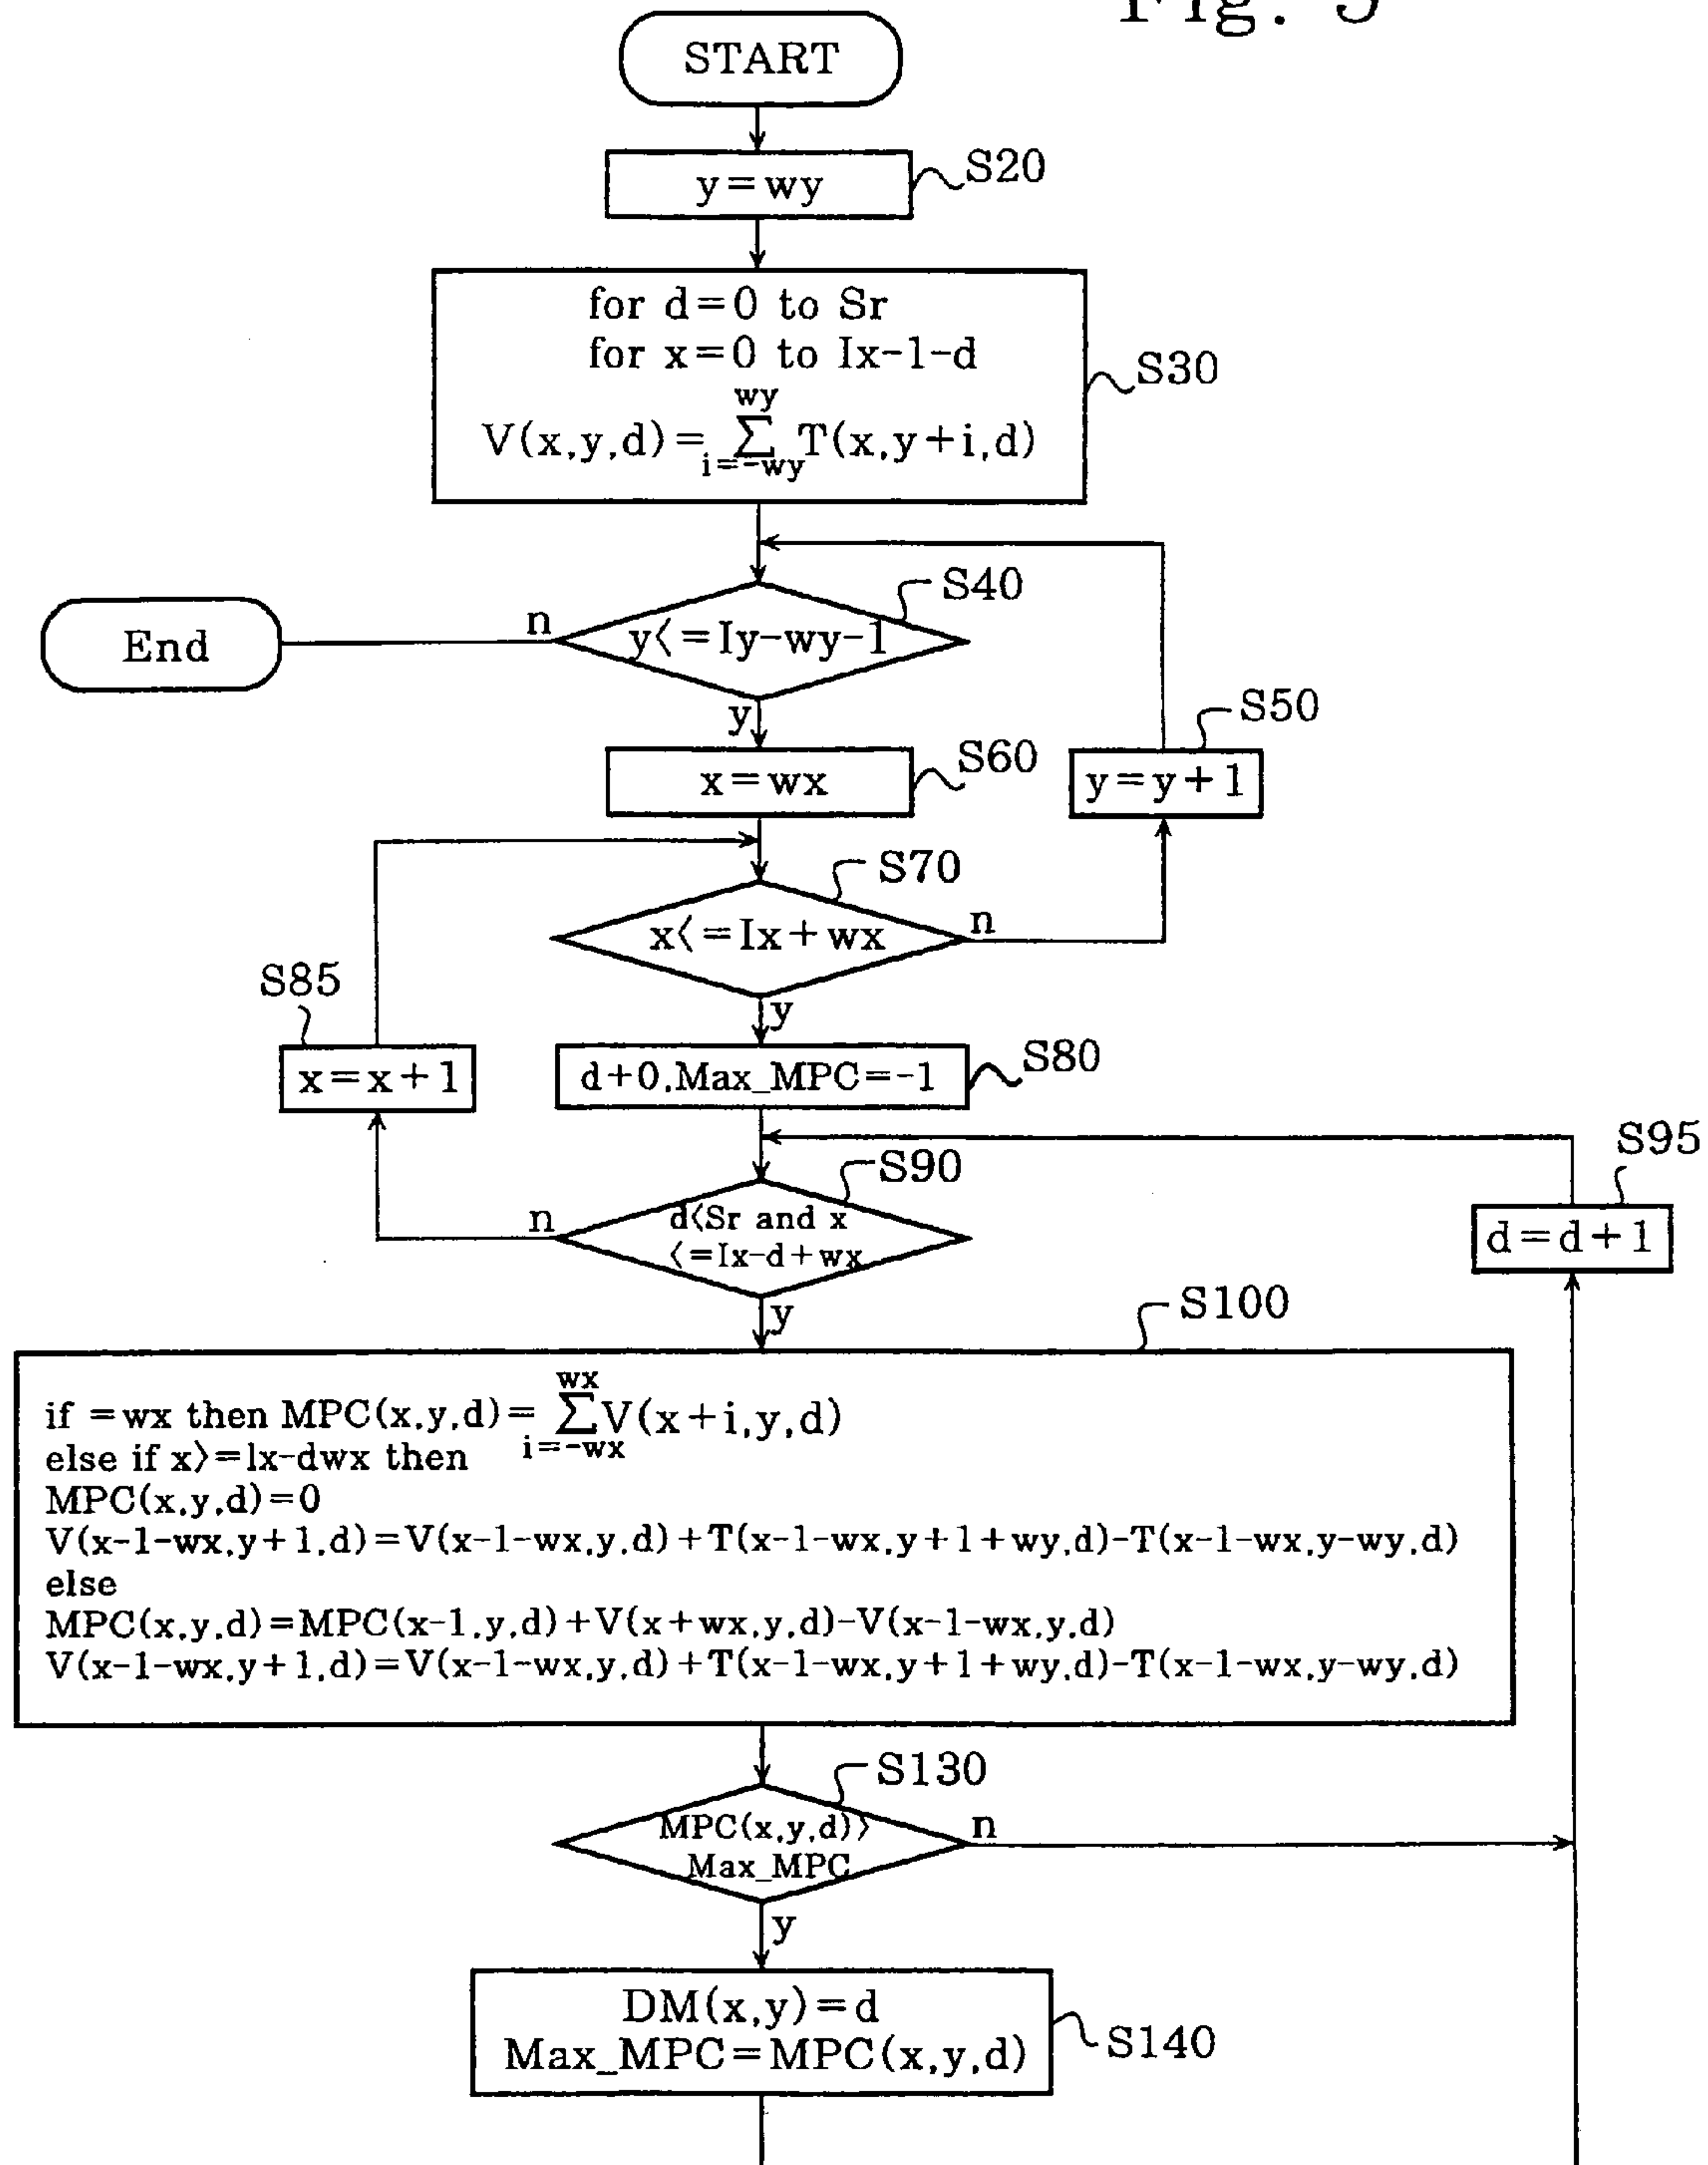 Fig. 5
START
y=wy
S20
for d=0 to Sr
for x=0 to Ix-1-d
V(x,y,d)=∑T(x,y+i,d)
wy
i=-wy
S30
S40
y<=Iy-wy-1
n
End
y
S50
y=y+1
S60
x=wx
S70
x<=Ix+wx
n
y
S85
x=x+1
S80
d+0,Max_MPC=-1
S90
d<Sr and x
<=Ix-d+wx
n
S95
d=d+1
y
S100
wx
if =wx then MPC(x,y,d)=∑V(x+i,y,d)
i=-wx
else if x>=lx-dwx then
MPC(x,y,d)=0
V(x-1-wx,y+1,d)=V(x-1-wx,y,d)+T(x-1-wx,y+1+wy,d)-T(x-1-wx,y-wy,d)
else
MPC(x,y,d)=MPC(x-1,y,d)+V(x+wx,y,d)-V(x-1-wx,y,d)
V(x-1-wx,y+1,d)=V(x-1-wx,y,d)+T(x-1-wx,y+1+wy,d)-T(x-1-wx,y-wy,d)
S130
MPC(x,y,d)>
Max_MPC
n
y
DM(x,y)=d
Max_MPC=MPC(x,y,d)
S140